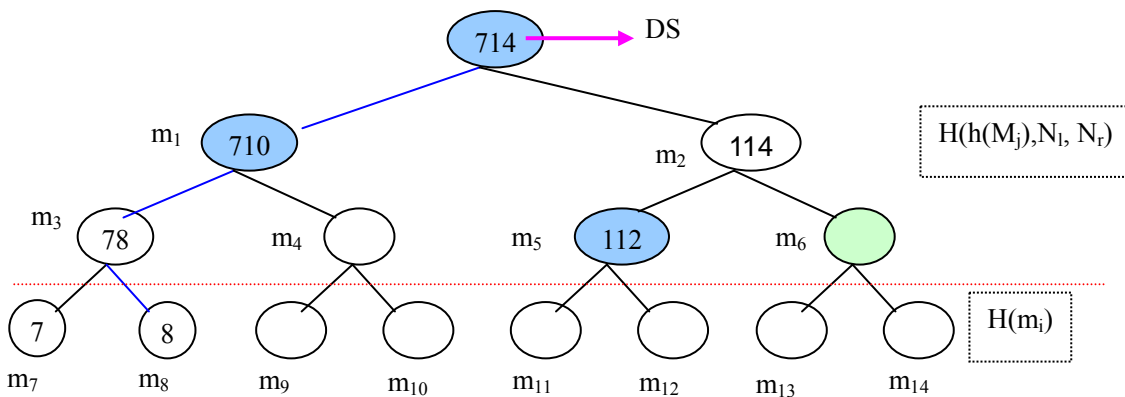 714
DS
m₁
710
m₂
114
H(h(Mⱼ),Nₗ, Nᵣ)
m₃
78
m₄
m₅
112
m₆
7
8
H(mᵢ)
m₇
m₈
m₉
m₁₀
m₁₁
m₁₂
m₁₃
m₁₄